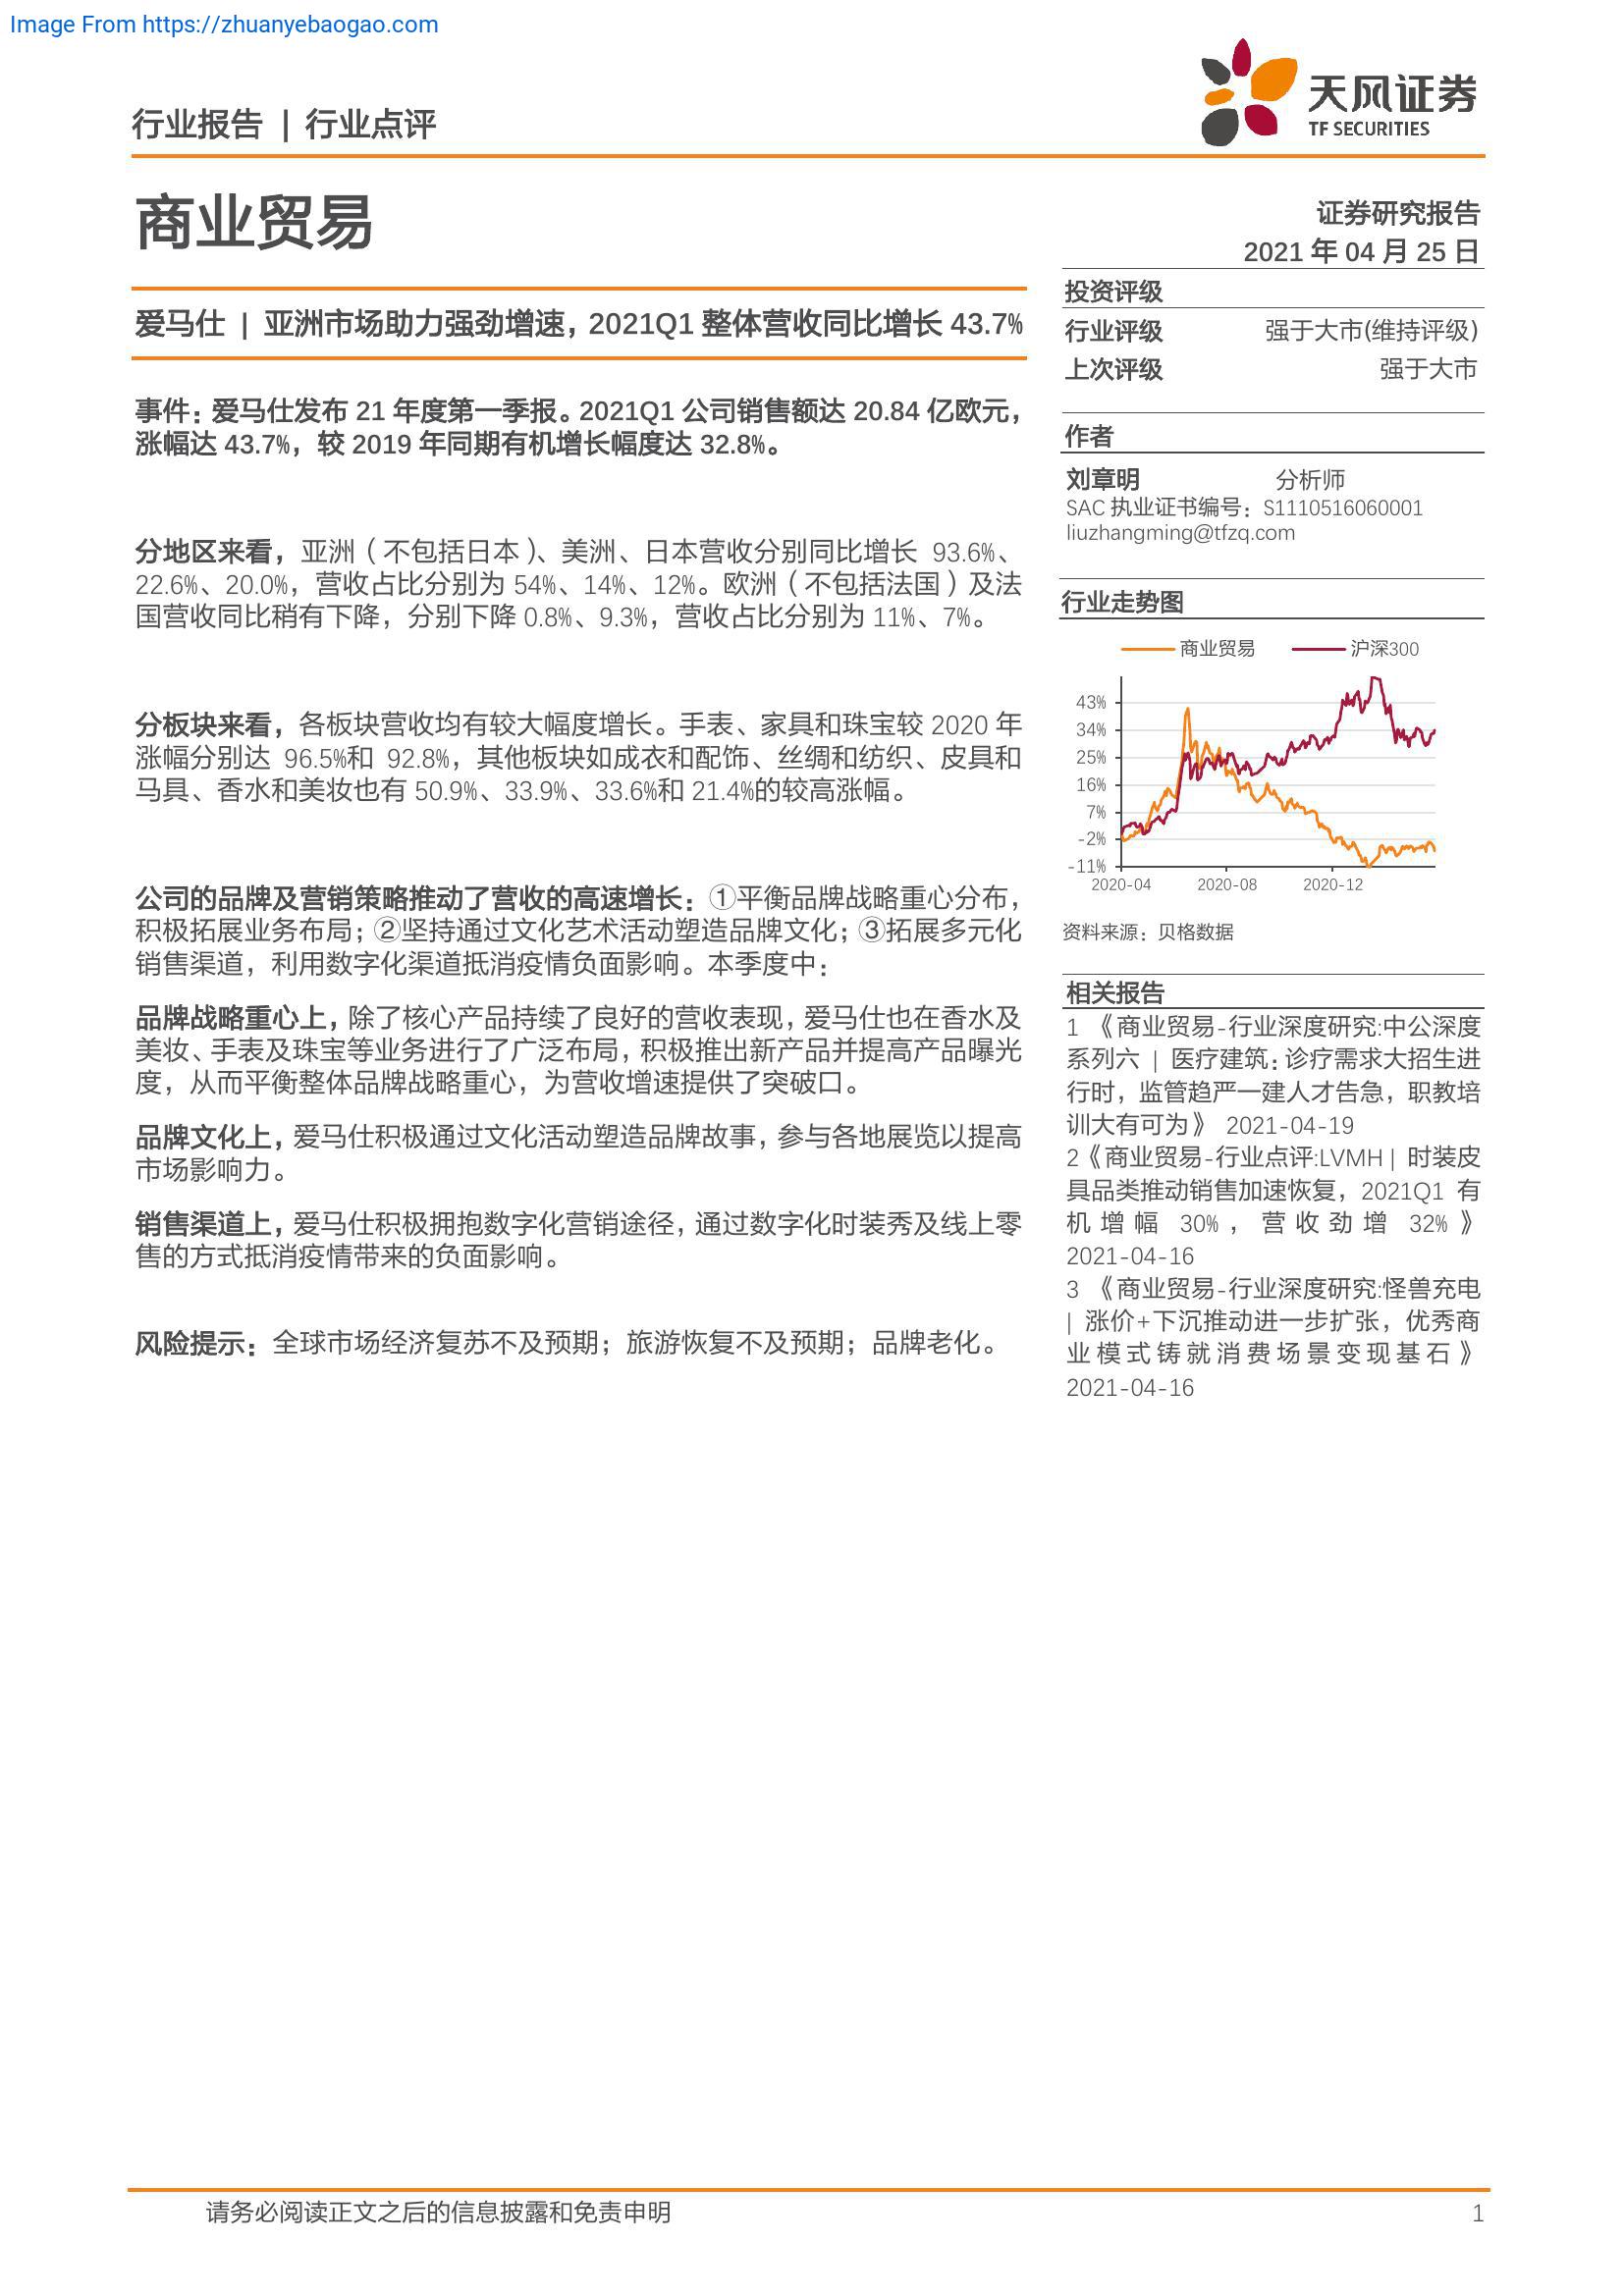 Image From https://zhuanyebaogao.com
天风证券
TF SECURITIES
行业报告 | 行业点评
商业贸易
证券研究报告
2021 年 04 月 25 日
爱马仕 | 亚洲市场助力强劲增速，2021Q1 整体营收同比增长 43.7%
事件：爱马仕发布 21 年度第一季报。2021Q1 公司销售额达 20.84 亿欧元，
涨幅达 43.7%，较 2019 年同期有机增长幅度达 32.8%。
分地区来看，亚洲（不包括日本）、美洲、日本营收分别同比增长 93.6%、
22.6%、20.0%，营收占比分别为 54%、14%、12%。欧洲（不包括法国）及法
国营收同比稍有下降，分别下降 0.8%、9.3%，营收占比分别为 11%、7%。
分板块来看，各板块营收均有较大幅度增长。手表、家具和珠宝较 2020 年
涨幅分别达 96.5%和 92.8%，其他板块如成衣和配饰、丝绸和纺织、皮具和
马具、香水和美妆也有 50.9%、33.9%、33.6%和 21.4%的较高涨幅。
公司的品牌及营销策略推动了营收的高速增长：①平衡品牌战略重心分布，
积极拓展业务布局；②坚持通过文化艺术活动塑造品牌文化；③拓展多元化
销售渠道，利用数字化渠道抵消疫情负面影响。本季度中：
品牌战略重心上，除了核心产品持续了良好的营收表现，爱马仕也在香水及
美妆、手表及珠宝等业务进行了广泛布局，积极推出新产品并提高产品曝光
度，从而平衡整体品牌战略重心，为营收增速提供了突破口。
品牌文化上，爱马仕积极通过文化活动塑造品牌故事，参与各地展览以提高
市场影响力。
销售渠道上，爱马仕积极拥抱数字化营销途径，通过数字化时装秀及线上零
售的方式抵消疫情带来的负面影响。
风险提示：全球市场经济复苏不及预期；旅游恢复不及预期；品牌老化。
投资评级
行业评级 强于大市(维持评级)
上次评级 强于大市
作者
刘章明 分析师
SAC 执业证书编号：S1110516060001
liuzhangming@tfzq.com
行业走势图
商业贸易 沪深300
43%
34%
25%
16%
7%
-2%
-11%
2020-04 2020-08 2020-12
资料来源：贝格数据
相关报告
1 《商业贸易-行业深度研究:中公深度
系列六 | 医疗建筑：诊疗需求大招生进
行时，监管趋严一建人才告急，职教培
训大有可为》 2021-04-19
2《商业贸易-行业点评:LVMH | 时装皮
具品类推动销售加速恢复，2021Q1 有
机增幅 30%，营收劲增 32%》
2021-04-16
3 《商业贸易-行业深度研究:怪兽充电
| 涨价+下沉推动进一步扩张，优秀商
业模式铸就消费场景变现基石》
2021-04-16
请务必阅读正文之后的信息披露和免责申明 1